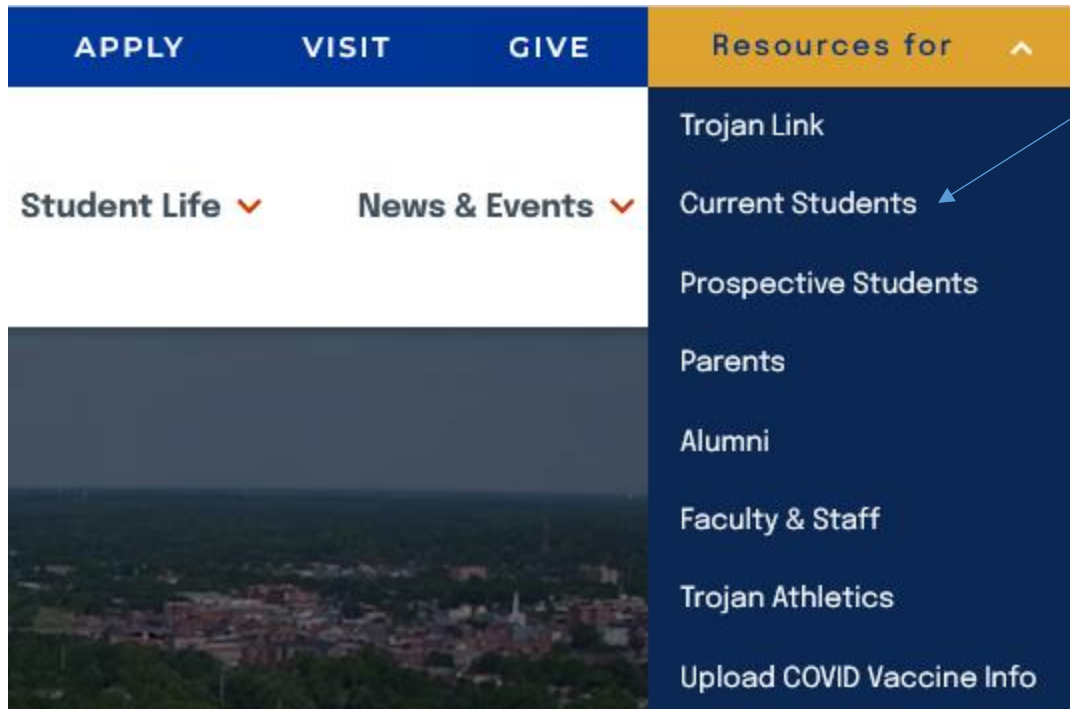 APPLY VISIT GIVE Resources for
Student Life News & Events
Trojan Link
Current Students
Prospective Students
Parents
Alumni
Faculty & Staff
Trojan Athletics
Upload COVID Vaccine Info